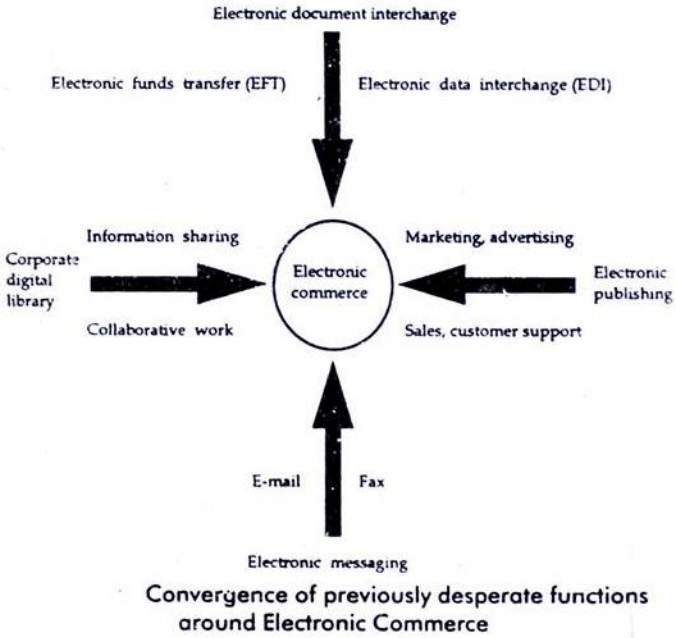 Electronic document interchange
Electronic funds transfer (EFT)
Electronic data interchange (EDI)
Information sharing
Marketing, advertising
Corporate
digital
library
Electronic
commerce
Electronic
publishing
Collaborative work
Sales, customer support
E-mail
Fax
Electronic messaging
Convergence of previously desperate functions
around Electronic Commerce